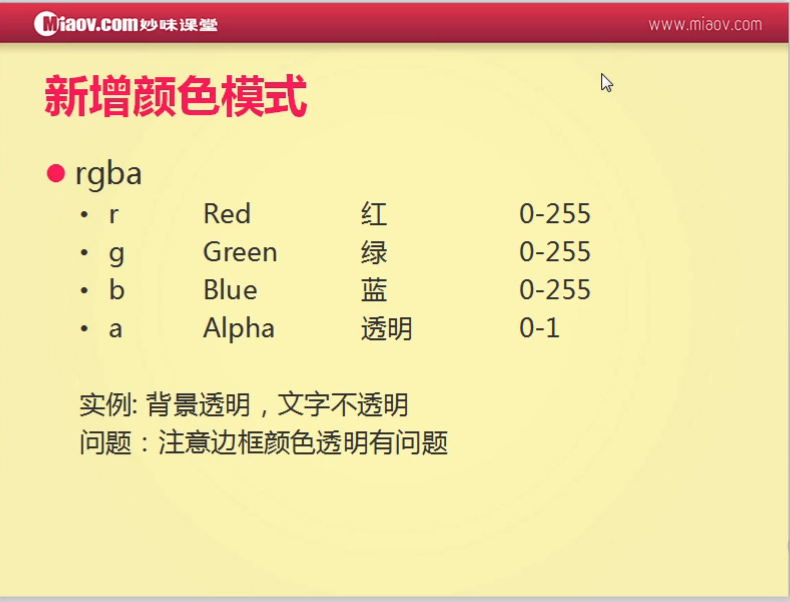 Miaov.com妙味课堂 www.miaov.com
新增颜色模式
rgba
• r Red 红 0-255
• g Green 绿 0-255
• b Blue 蓝 0-255
• a Alpha 透明 0-1
实例: 背景透明，文字不透明
问题：注意边框颜色透明有问题